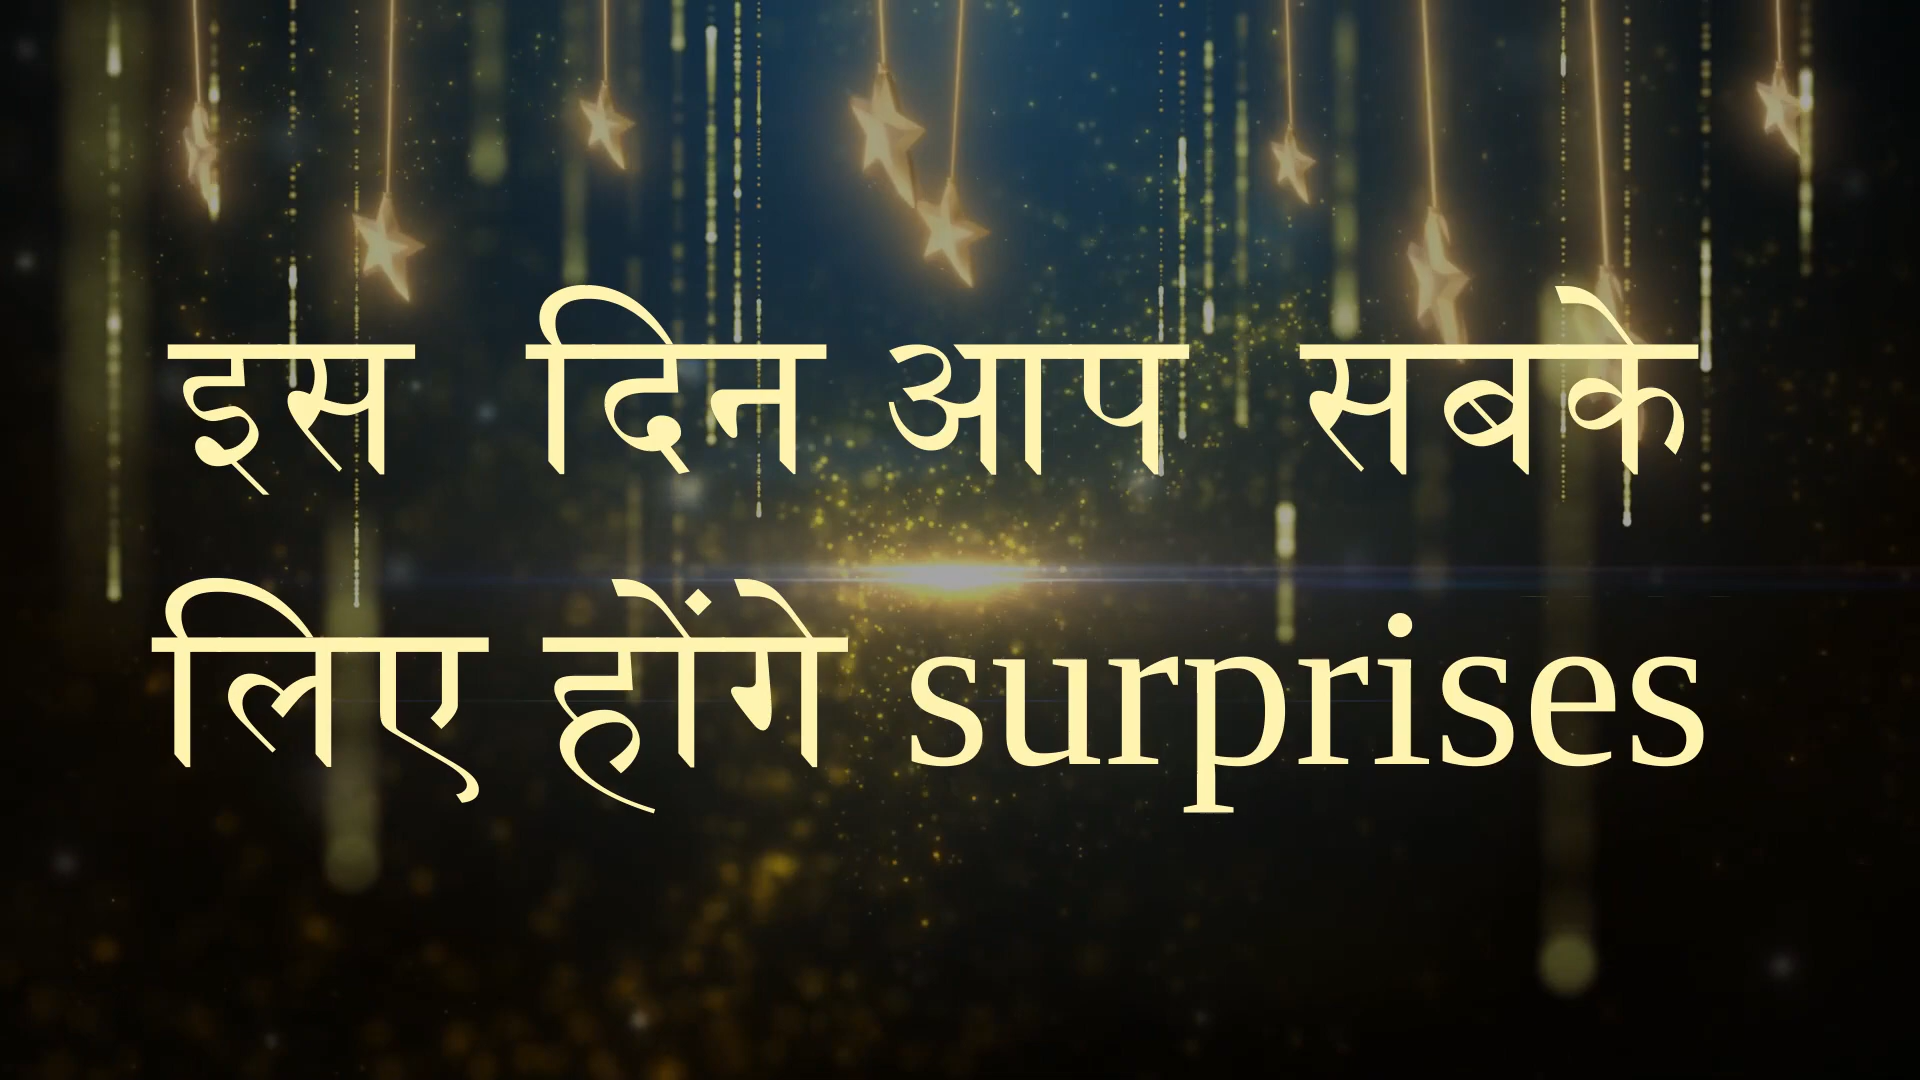 इस दिन आप सबके
लिए होंगे surprises